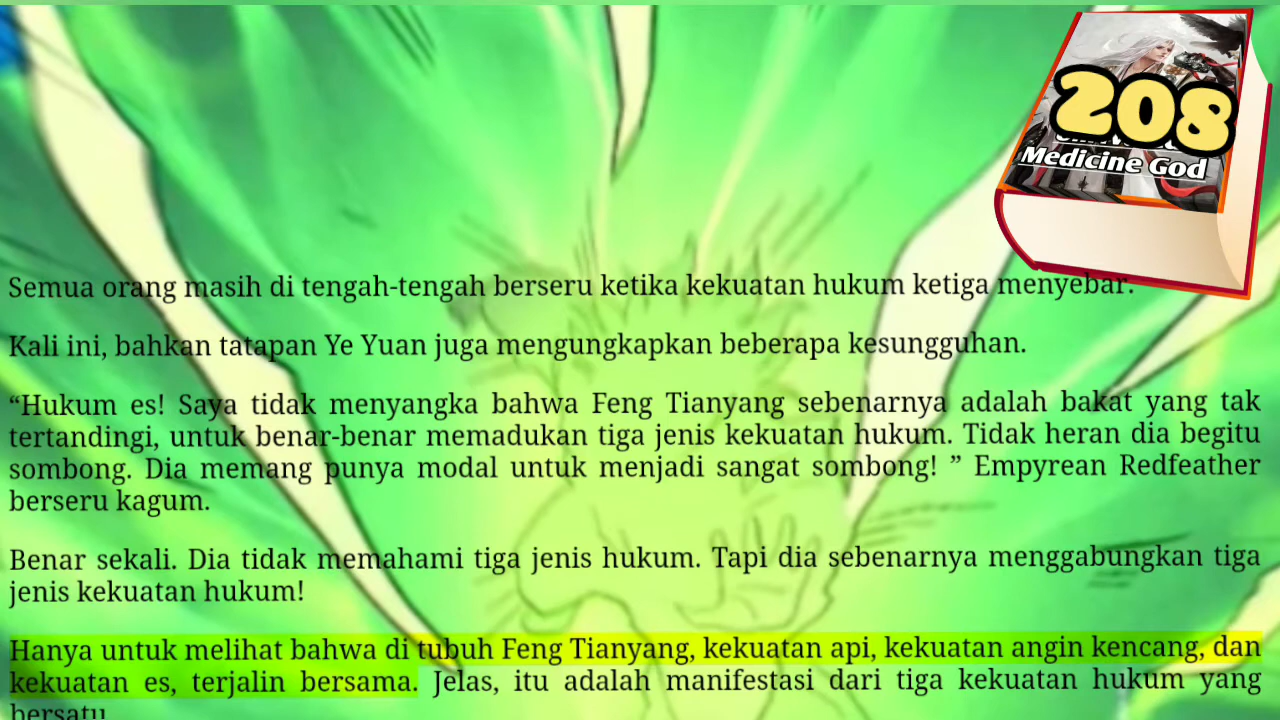 208
Medicine God
Semua orang masih di tengah-tengah berseru ketika kekuatan hukum ketiga menyebar.
Kali ini, bahkan tatapan Ye Yuan juga mengungkapkan beberapa kesungguhan.
“Hukum es! Saya tidak menyangka bahwa Feng Tianyang sebenarnya adalah bakat yang tak
tertandingi, untuk benar-benar memadukan tiga jenis kekuatan hukum. Tidak heran dia begitu
sombong. Dia memang punya modal untuk menjadi sangat sombong! ” Empyrean Redfeather
berseru kagum.
Benar sekali. Dia tidak memahami tiga jenis hukum. Tapi dia sebenarnya menggabungkan tiga
jenis kekuatan hukum!
Hanya untuk melihat bahwa di tubuh Feng Tianyang, kekuatan api, kekuatan angin kencang, dan
kekuatan es, terjalin bersama. Jelas, itu adalah manifestasi dari tiga kekuatan hukum yang
bersatu.